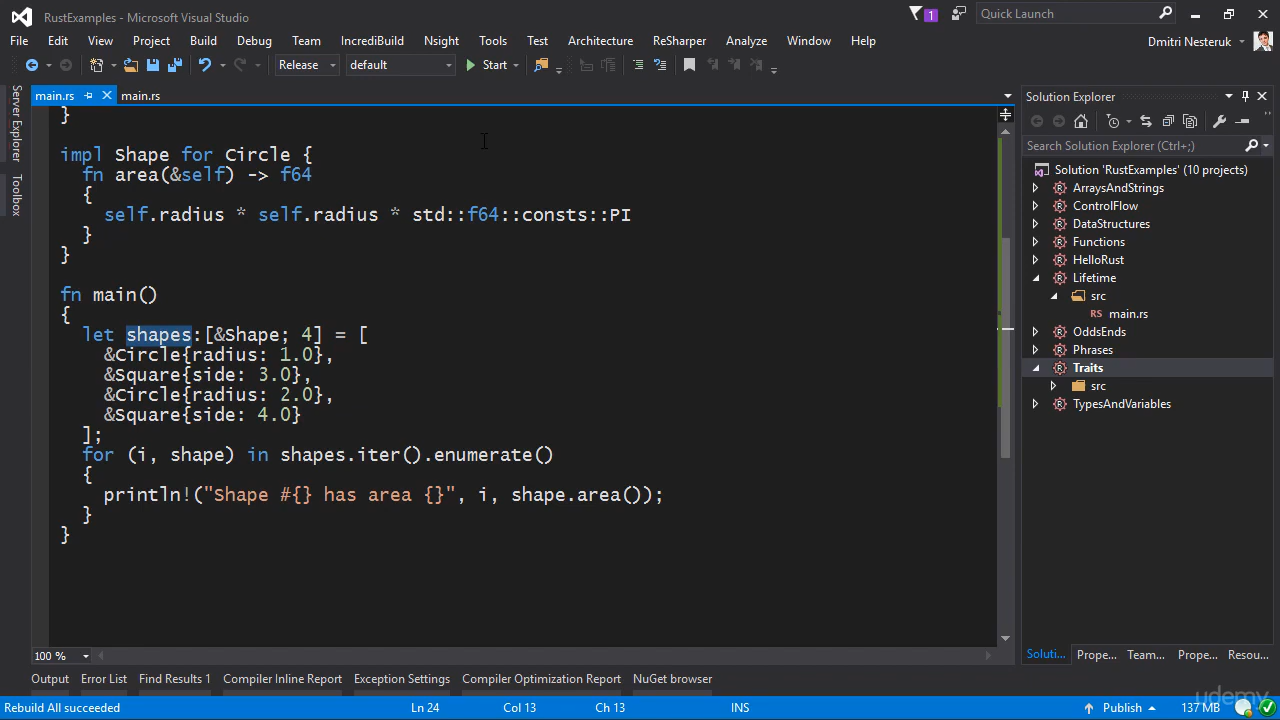 RustExamples - Microsoft Visual Studio
1
Quick Launch
File Edit View Project Build Debug Team IncrediBuild Nsight Tools Test Architecture ReSharper Analyze Window Help
Dmitri Nesteruk
Release default Start
Server Explorer
Toolbox
main.rs main.rs
}
impl Shape for Circle {
fn area(&self) -> f64
{
self.radius * self.radius * std::f64::consts::PI
}
}
fn main()
{
let shapes:[&Shape; 4] = [
&Circle{radius: 1.0},
&Square{side: 3.0},
&Circle{radius: 2.0},
&Square{side: 4.0}
];
for (i, shape) in shapes.iter().enumerate()
{
println!("Shape #{} has area {}", i, shape.area());
}
}
100 %
Solution Explorer
Search Solution Explorer (Ctrl+;)
Solution 'RustExamples' (10 projects)
ArraysAndStrings
ControlFlow
DataStructures
Functions
HelloRust
Lifetime
src
RS main.rs
OddsEnds
Phrases
Traits
src
TypesAndVariables
Soluti... Prope... Team... Prope... Resou...
Output Error List Find Results 1 Compiler Inline Report Exception Settings Compiler Optimization Report NuGet browser
Rebuild All succeeded Ln 24 Col 13 Ch 13 INS Publish 137 MB
udemy